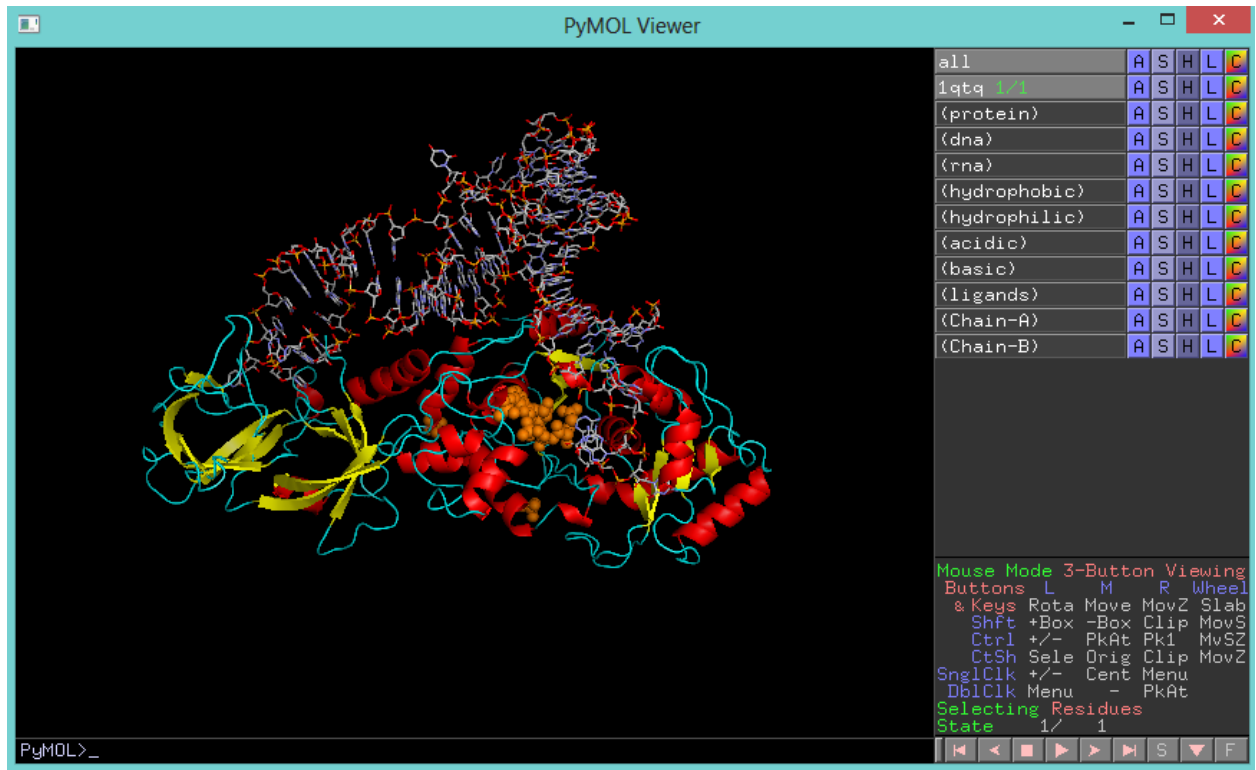 PyMOL Viewer
all A S H L C
1qtq 1/1 A S H L C
(protein) A S H L C
(dna) A S H L C
(rna) A S H L C
(hydrophobic) A S H L C
(hydrophilic) A S H L C
(acidic) A S H L C
(basic) A S H L C
(ligands) A S H L C
(Chain-A) A S H L C
(Chain-B) A S H L C
Mouse Mode 3-Button Viewing
Buttons L M R Wheel
& Keys Rota Move MovZ Slab
Shft +Box -Box Clip MovS
Ctrl +/- PkAt Pk1 MvSZ
CtSh Sele Orig Clip MovZ
SnglClk +/- Cent Menu
DblClk Menu - PkAt
Selecting Residues
State 1/ 1
PyMOL>_
S F